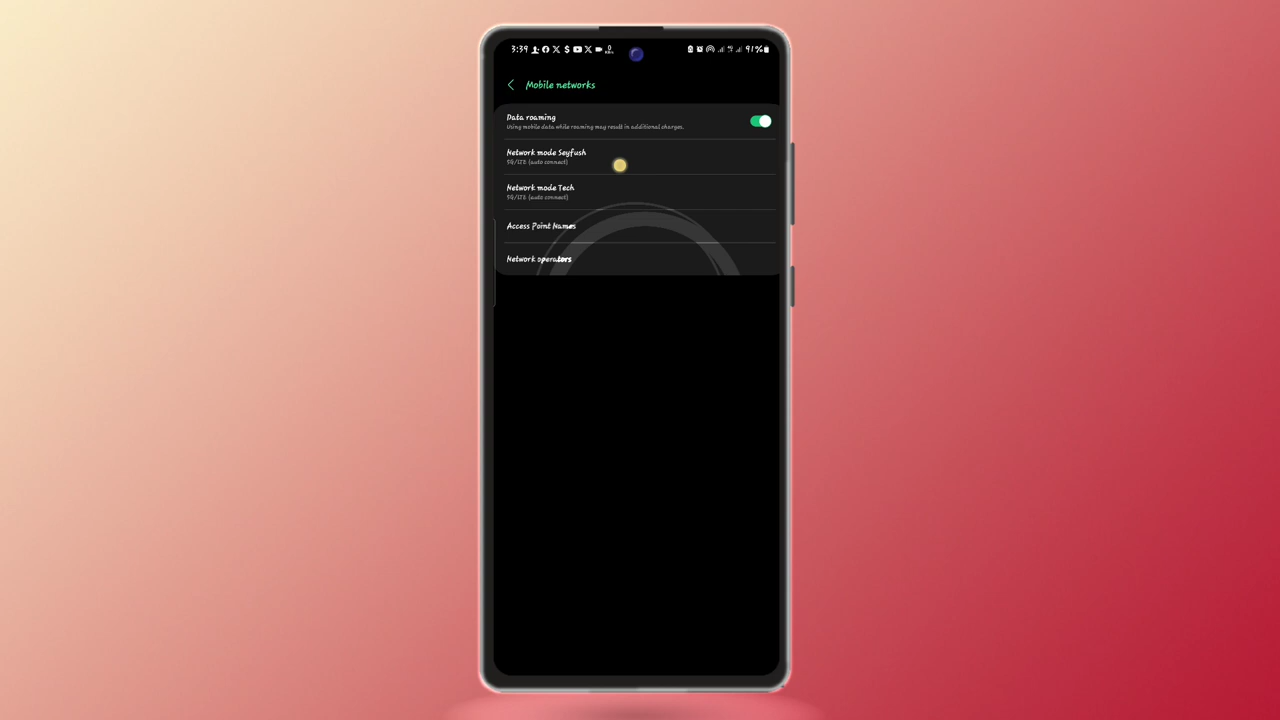 3:39 91%
Mobile networks
Data roaming
Using mobile data while roaming may result in additional charges.
Network mode Seyfush
5G/LTE (auto connect)
Network mode Tech
5G/LTE (auto connect)
Access Point Names
Network operators